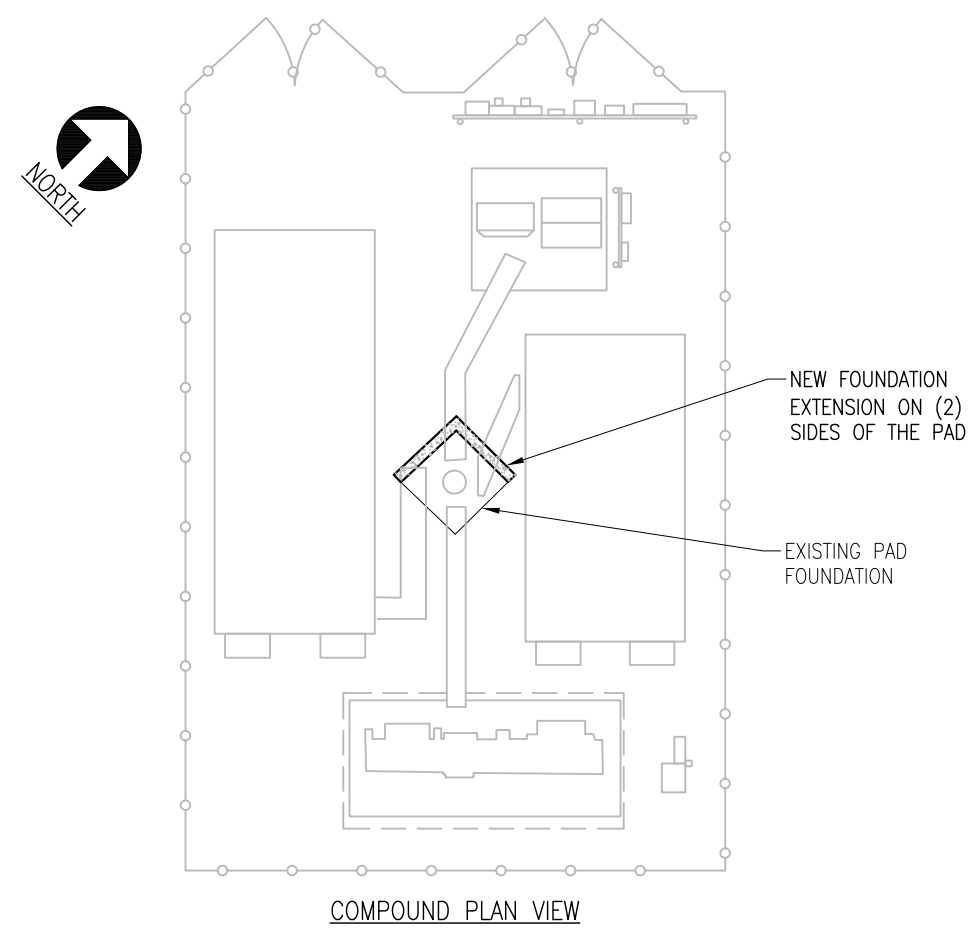 NORTH
NEW FOUNDATION
EXTENSION ON (2)
SIDES OF THE PAD
EXISTING PAD
FOUNDATION
COMPOUND PLAN VIEW